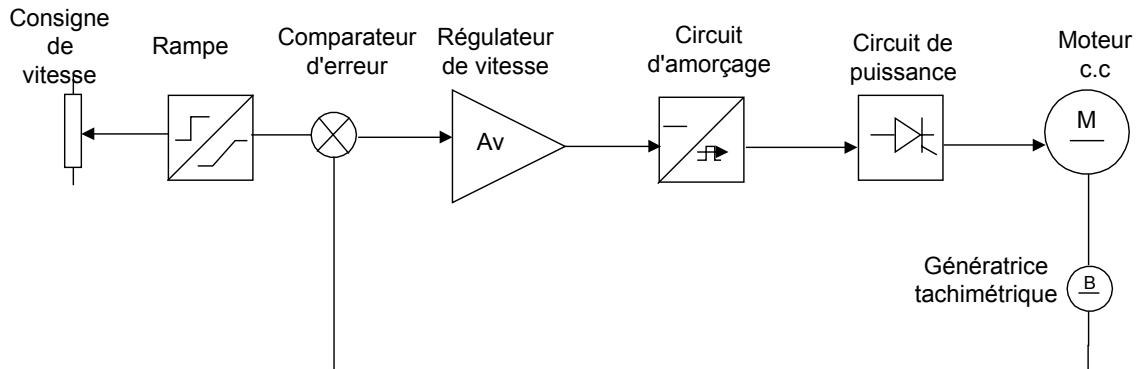 Consigne
de
vitesse
Rampe
Comparateur
d'erreur
Régulateur
de vitesse
Circuit
d'amorçage
Circuit de
puissance
Moteur
c.c
Av
M
Génératrice
tachimétrique
B